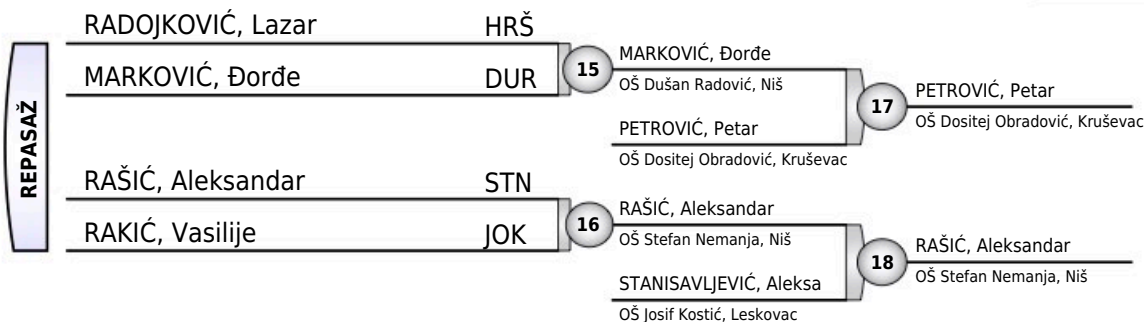 REPASAŽ
RADOJKOVIĆ, Lazar HRŠ
MARKOVIĆ, Đorđe DUR
15
MARKOVIĆ, Đorđe
OŠ Dušan Radović, Niš
PETROVIĆ, Petar
OŠ Dositej Obradović, Kruševac
17
PETROVIĆ, Petar
OŠ Dositej Obradović, Kruševac
RAŠIĆ, Aleksandar STN
RAKIĆ, Vasilije JOK
16
RAŠIĆ, Aleksandar
OŠ Stefan Nemanja, Niš
STANISAVLJEVIĆ, Aleksa
OŠ Josif Kostić, Leskovac
18
RAŠIĆ, Aleksandar
OŠ Stefan Nemanja, Niš